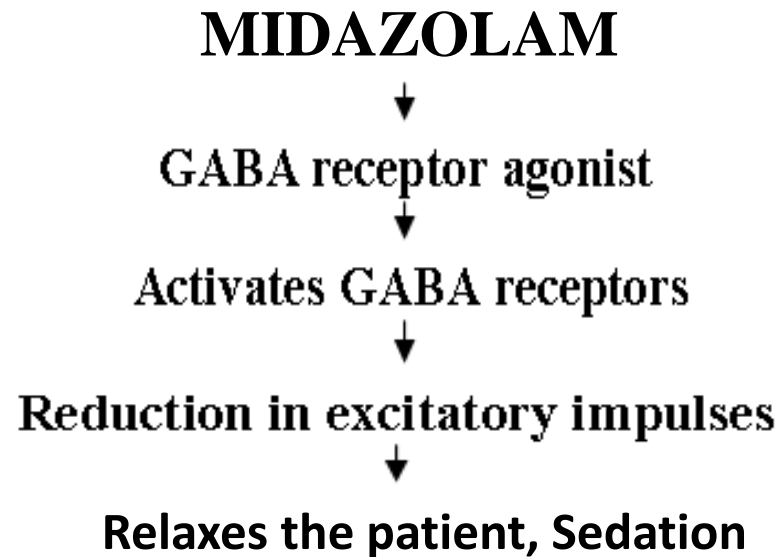 MIDAZOLAM
GABA receptor agonist
Activates GABA receptors
Reduction in excitatory impulses
Relaxes the patient, Sedation